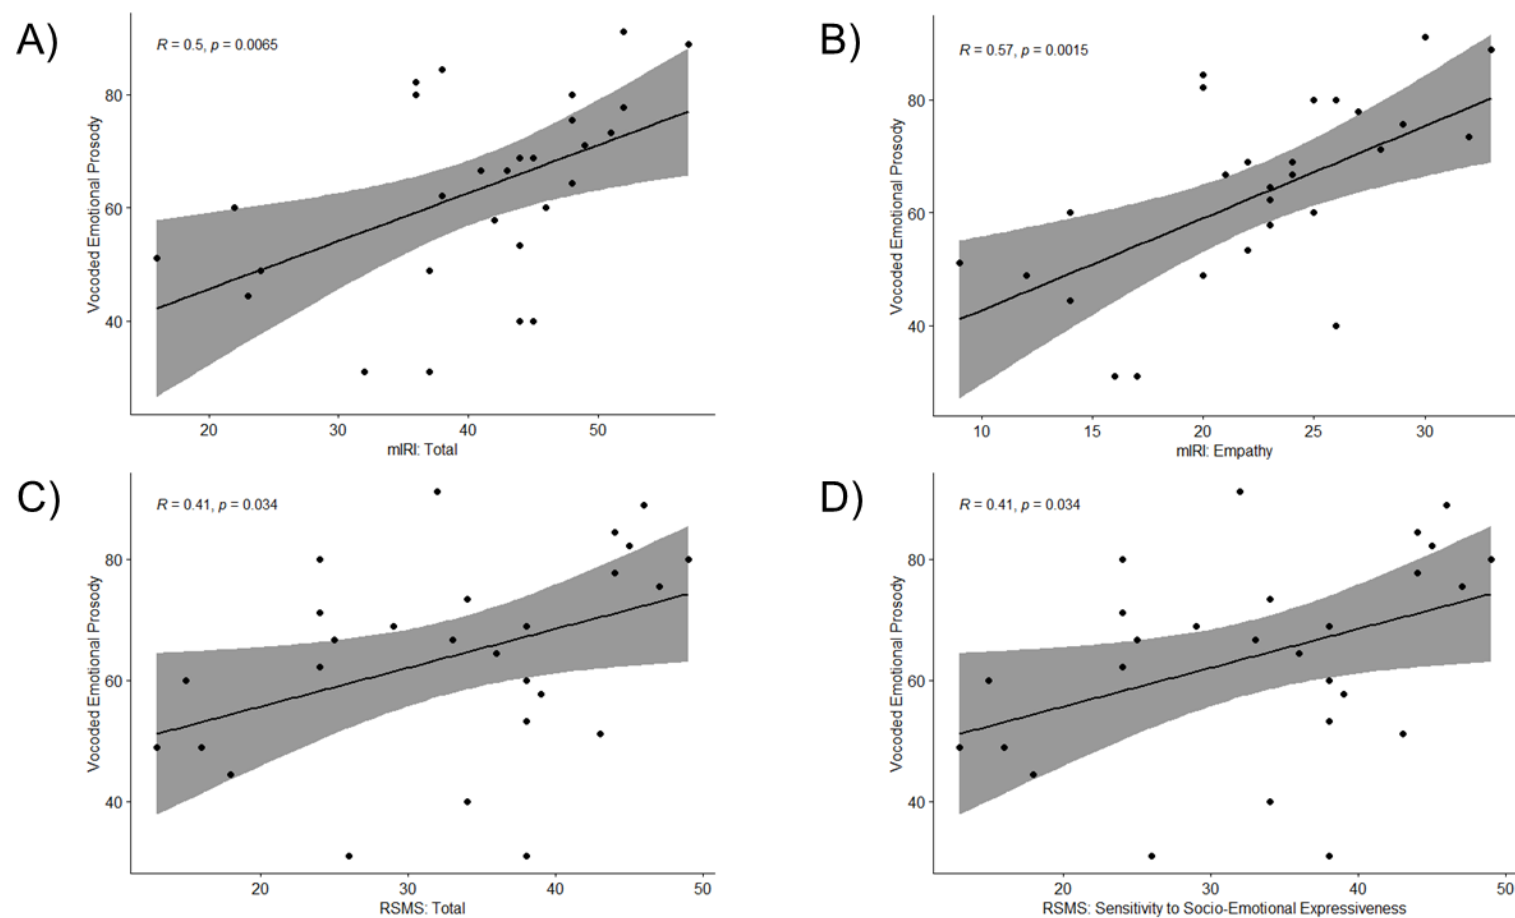 A)
R = 0.5, p = 0.0065
Vocoded Emotional Prosody
80
60
40
20 30 40 50
mIRI: Total
B)
R = 0.57, p = 0.0015
Vocoded Emotional Prosody
80
60
40
10 15 20 25 30
mIRI: Empathy
C)
R = 0.41, p = 0.034
Vocoded Emotional Prosody
80
60
40
20 30 40 50
RSMS: Total
D)
R = 0.41, p = 0.034
Vocoded Emotional Prosody
80
60
40
20 30 40 50
RSMS: Sensitivity to Socio-Emotional Expressiveness